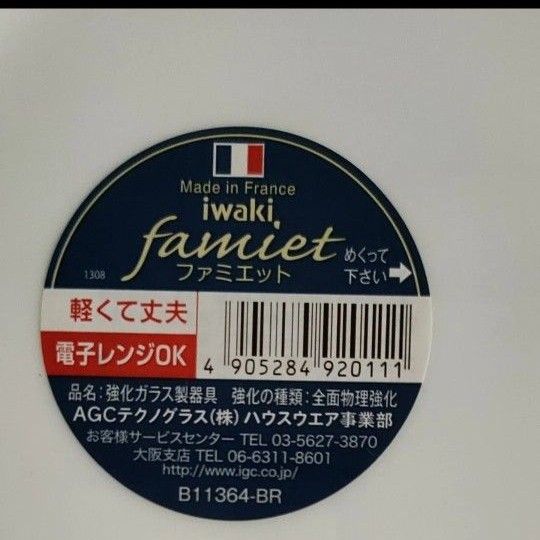 Made in France
iwaki
famiet
ファミエット
めくって
下さい
1308
軽くて丈夫
電子レンジOK
4 905284 920111
品名：強化ガラス製器具 強化の種類：全面物理強化
AGCテクノグラス(株) ハウスウエア事業部
お客様サービスセンター TEL 03-5627-3870
大阪支店 TEL 06-6311-8601
http://www.igc.co.jp/
B11364-BR